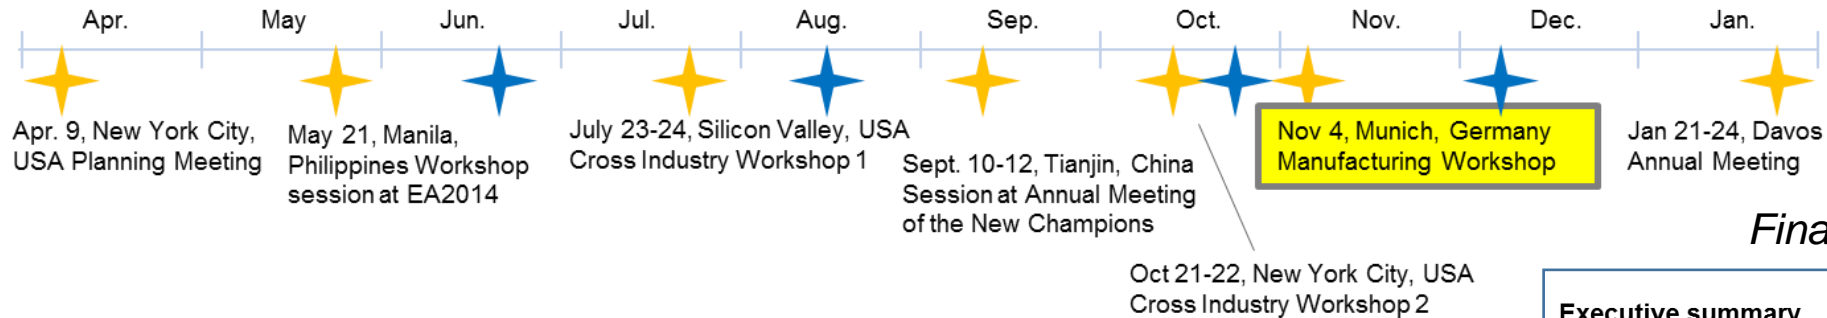 Apr. May Jun. Jul. Aug. Sep. Oct. Nov. Dec. Jan.
Apr. 9, New York City,
USA Planning Meeting
May 21, Manila,
Philippines Workshop
session at EA2014
July 23-24, Silicon Valley, USA
Cross Industry Workshop 1
Sept. 10-12, Tianjin, China
Session at Annual Meeting
of the New Champions
Oct 21-22, New York City, USA
Cross Industry Workshop 2
Nov 4, Munich, Germany
Manufacturing Workshop
Jan 21-24, Davos
Annual Meeting
Fina
Executive summary